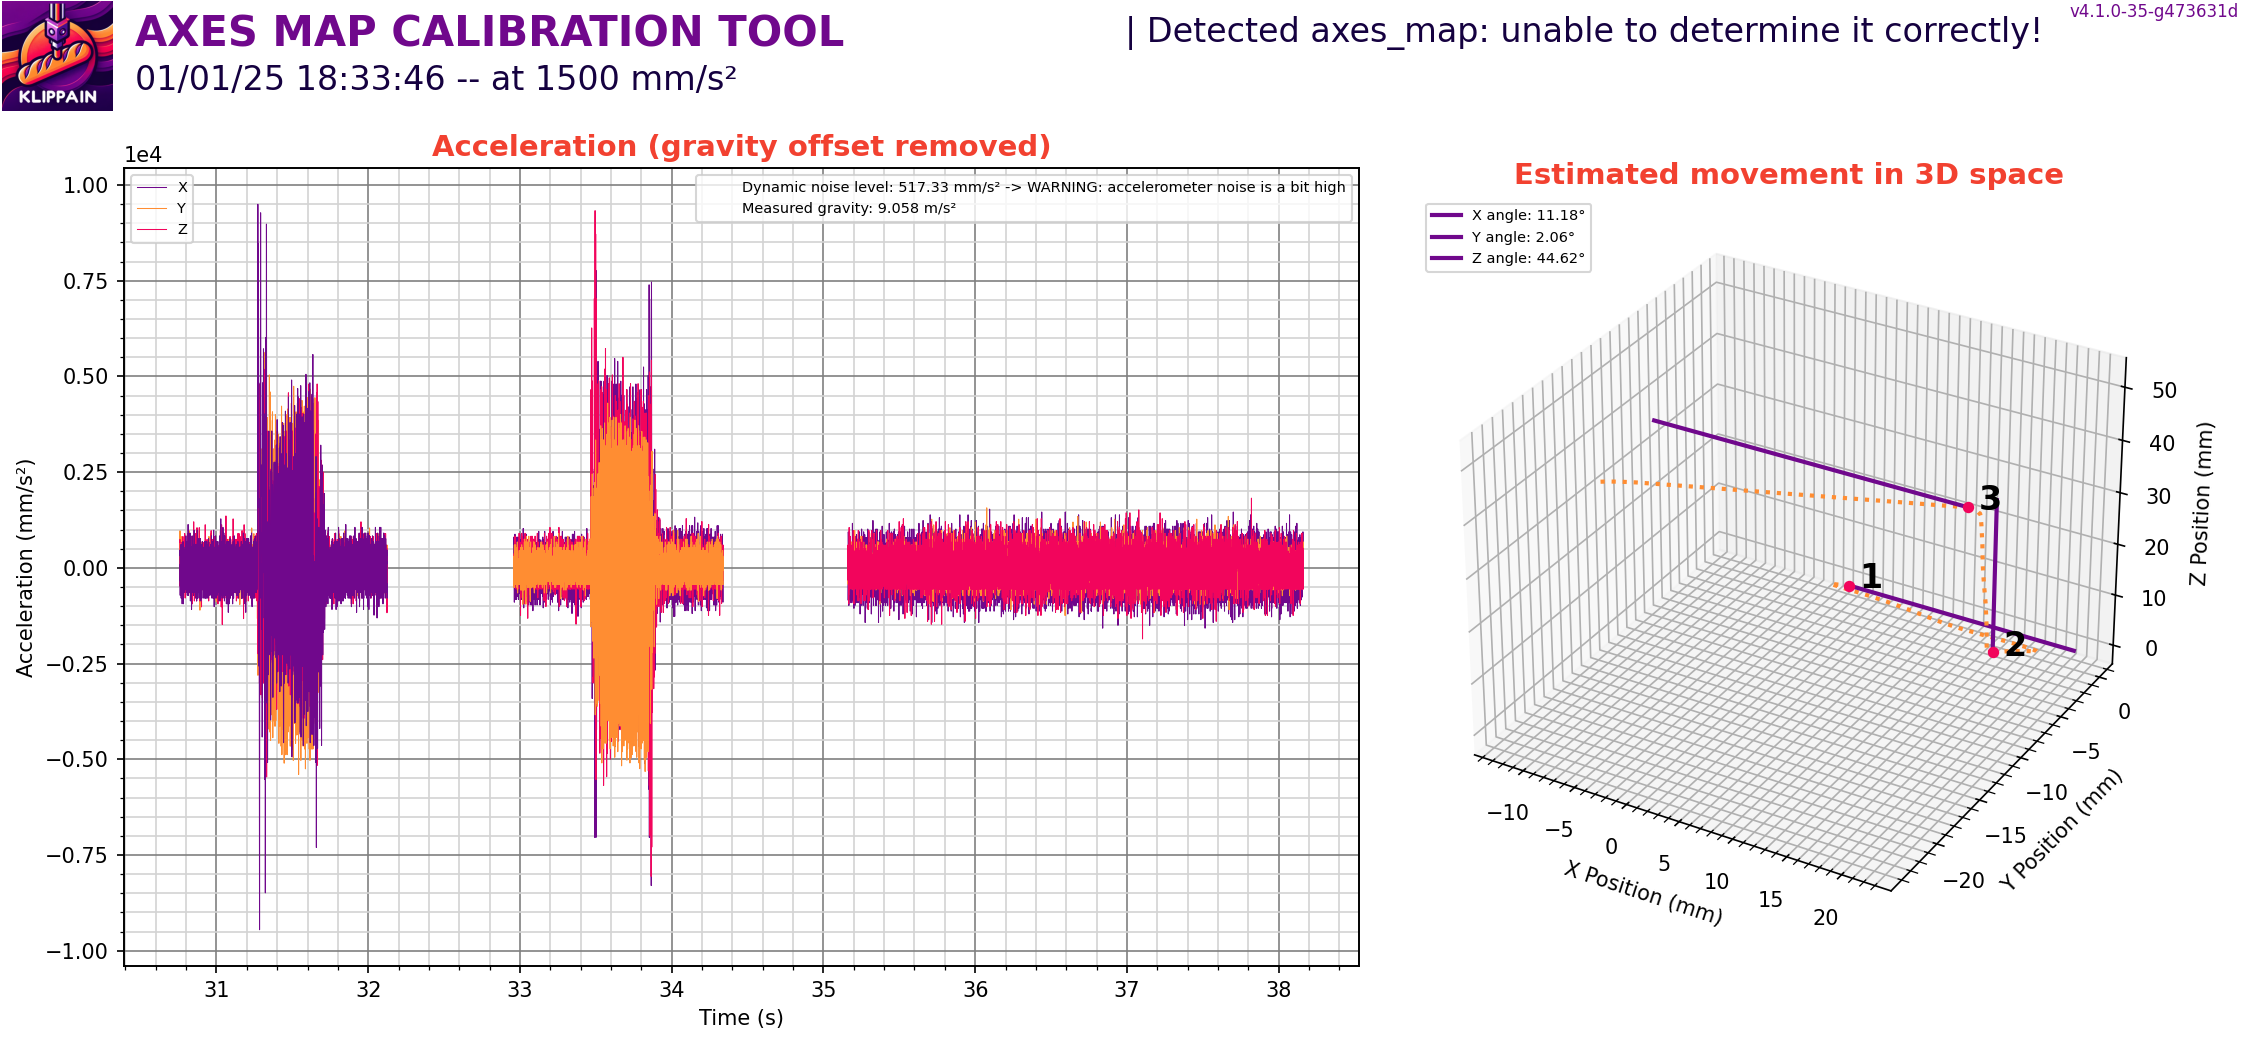 AXES MAP CALIBRATION TOOL
| Detected axes_map: unable to determine it correctly!
v4.1.0-35-g473631d
KLIPPAIN
01/01/25 18:33:46 -- at 1500 mm/s²
Acceleration (gravity offset removed)
1e4
X
Y
Z
Dynamic noise level: 517.33 mm/s² -> WARNING: accelerometer noise is a bit high
Measured gravity: 9.058 m/s²
1.00
0.75
0.50
0.25
0.00
−0.25
−0.50
−0.75
−1.00
Acceleration (mm/s²)
31
32
33
34
35
36
37
38
Time (s)
Estimated movement in 3D space
X angle: 11.18°
Y angle: 2.06°
Z angle: 44.62°
3
1
2
50
40
30
20
10
0
Z Position (mm)
0
−5
−10
−15
−20
Y Position (mm)
−10
−5
0
5
10
15
20
X Position (mm)